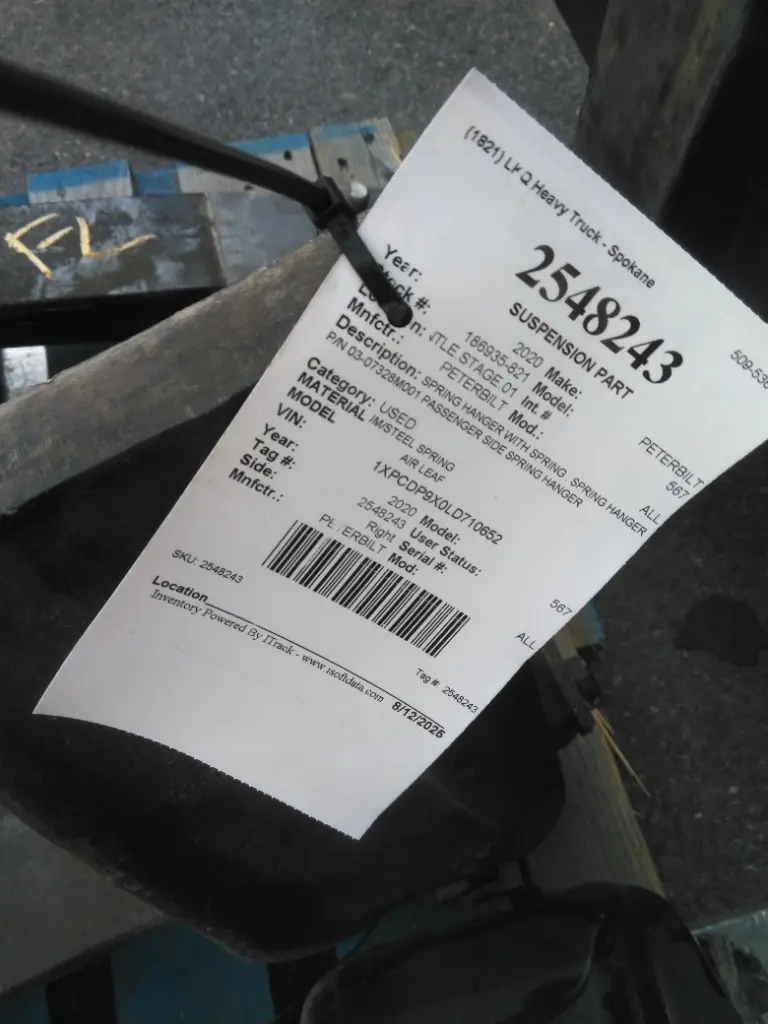 FL
(1821) LKQ Heavy Truck - Spokane
509-536
2548243
SUSPENSION PART
Year: 2020 Make: PETERBILT
Stock #: 186935-821 Model: 567
TLE STAGE 01 Int.#
Mnfctr.: PETERBILT Mod.: ALL
Description: SPRING HANGER WITH SPRING, SPRING HANGER
P/N 03-07328M001 PASSENGER SIDE SPRING HANGER
Category: USED
MATERIAL /M/STEEL SPRING
MODEL AIR LEAF
VIN: 1XPCDP9X0LD710652
Year: 2020 Model: 567
Tag #: 2548243 User Status:
Side: Right Serial #:
Mnfctr.: PETERBILT Mod: ALL
SKU: 2548243
Tag #: 2548243
Location
Inventory Powered By ITrack - www.isoftdata.com 8/12/2025